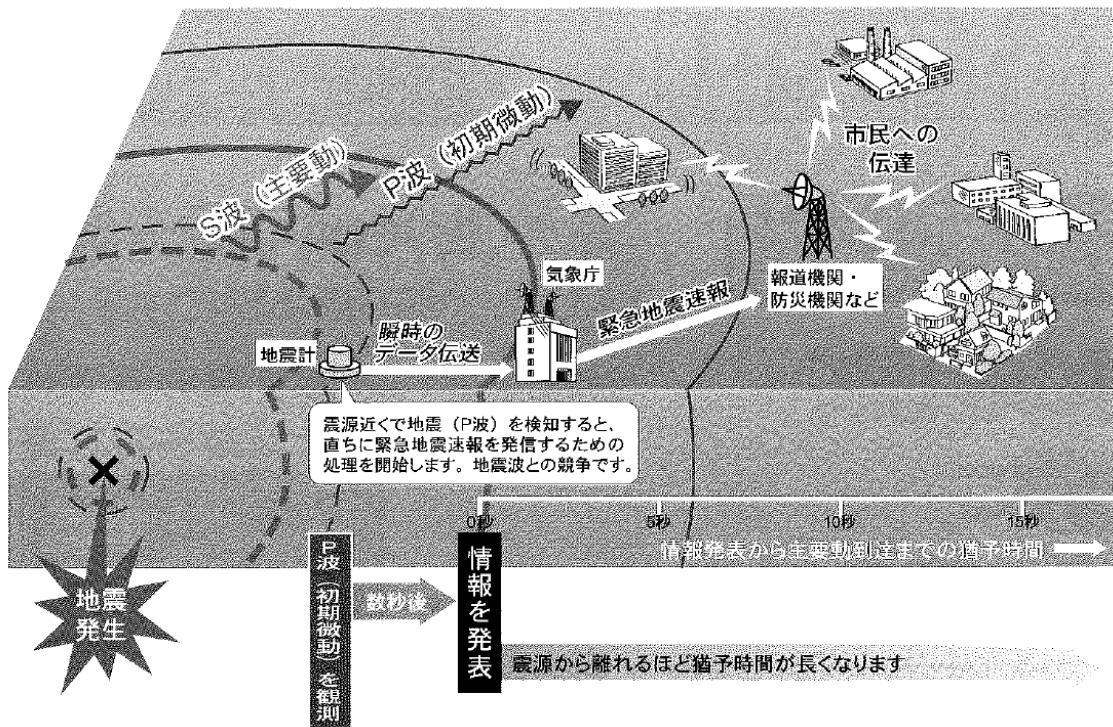 S波（主要動）
P波（初期微動）
市民への
伝達
気象庁
報道機関・
防災機関など
緊急地震速報
地震計
瞬時の
データ伝送
震源近くで地震（P波）を検知すると、
直ちに緊急地震速報を発信するための
処理を開始します。地震波との競争です。
0秒
5秒
10秒
15秒
情報発表から主要動到達までの猶予時間
地震
発生
P波（初期微動）を観測
数秒後
情報を発表
震源から離れるほど猶予時間が長くなります